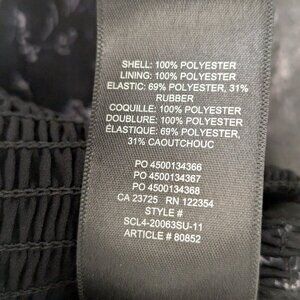 SHELL: 100% POLYESTER
LINING: 100% POLYESTER
ELASTIC: 69% POLYESTER, 31%
RUBBER
COQUILLE: 100% POLYESTER
DOUBLURE: 100% POLYESTER
ÉLASTIQUE: 69% POLYESTER,
31% CAOUTCHOUC
PO 4500134366
PO 4500134367
PO 4500134368
CA 23725 RN 122354
STYLE #
SCL4-20063SU-11
ARTICLE # 80852